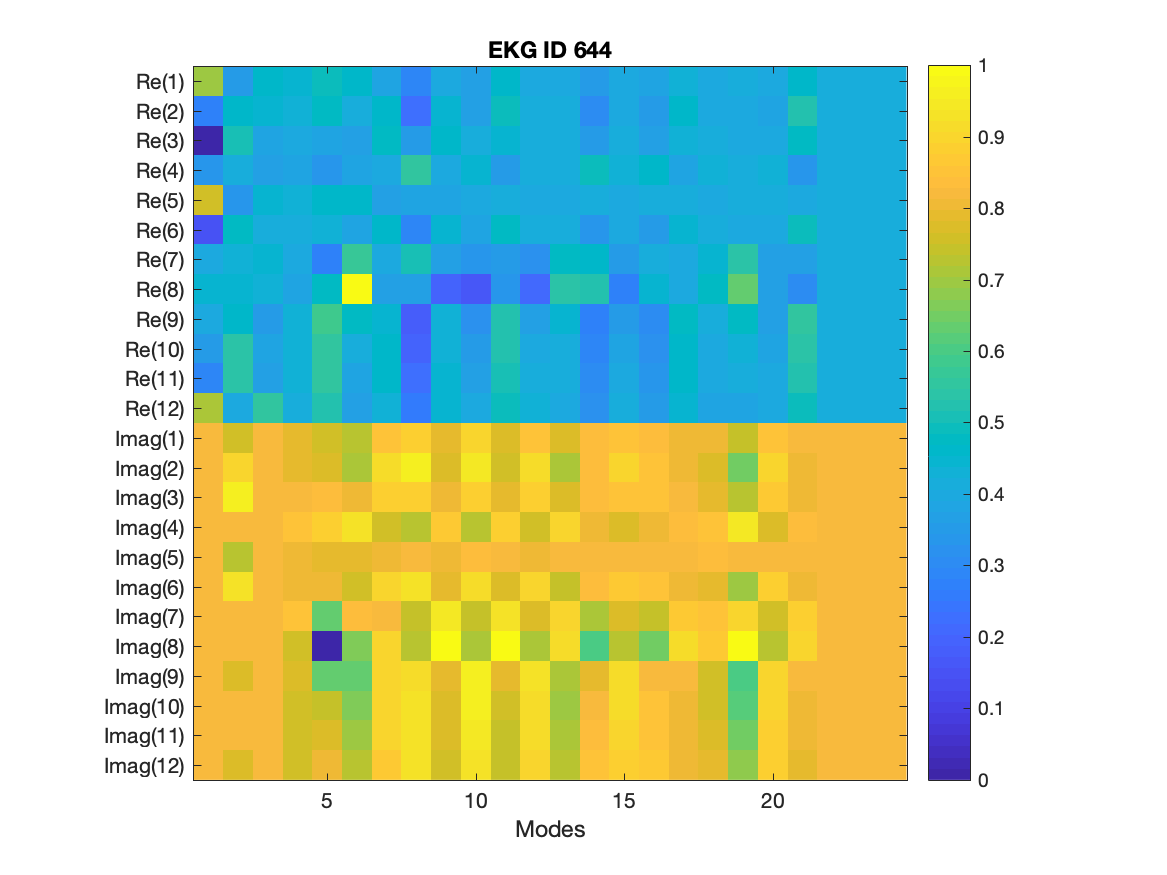 EKG ID 644
Re(1)
Re(2)
Re(3)
Re(4)
Re(5)
Re(6)
Re(7)
Re(8)
Re(9)
Re(10)
Re(11)
Re(12)
Imag(1)
Imag(2)
Imag(3)
Imag(4)
Imag(5)
Imag(6)
Imag(7)
Imag(8)
Imag(9)
Imag(10)
Imag(11)
Imag(12)
5 10 15 20
Modes
1
0.9
0.8
0.7
0.6
0.5
0.4
0.3
0.2
0.1
0